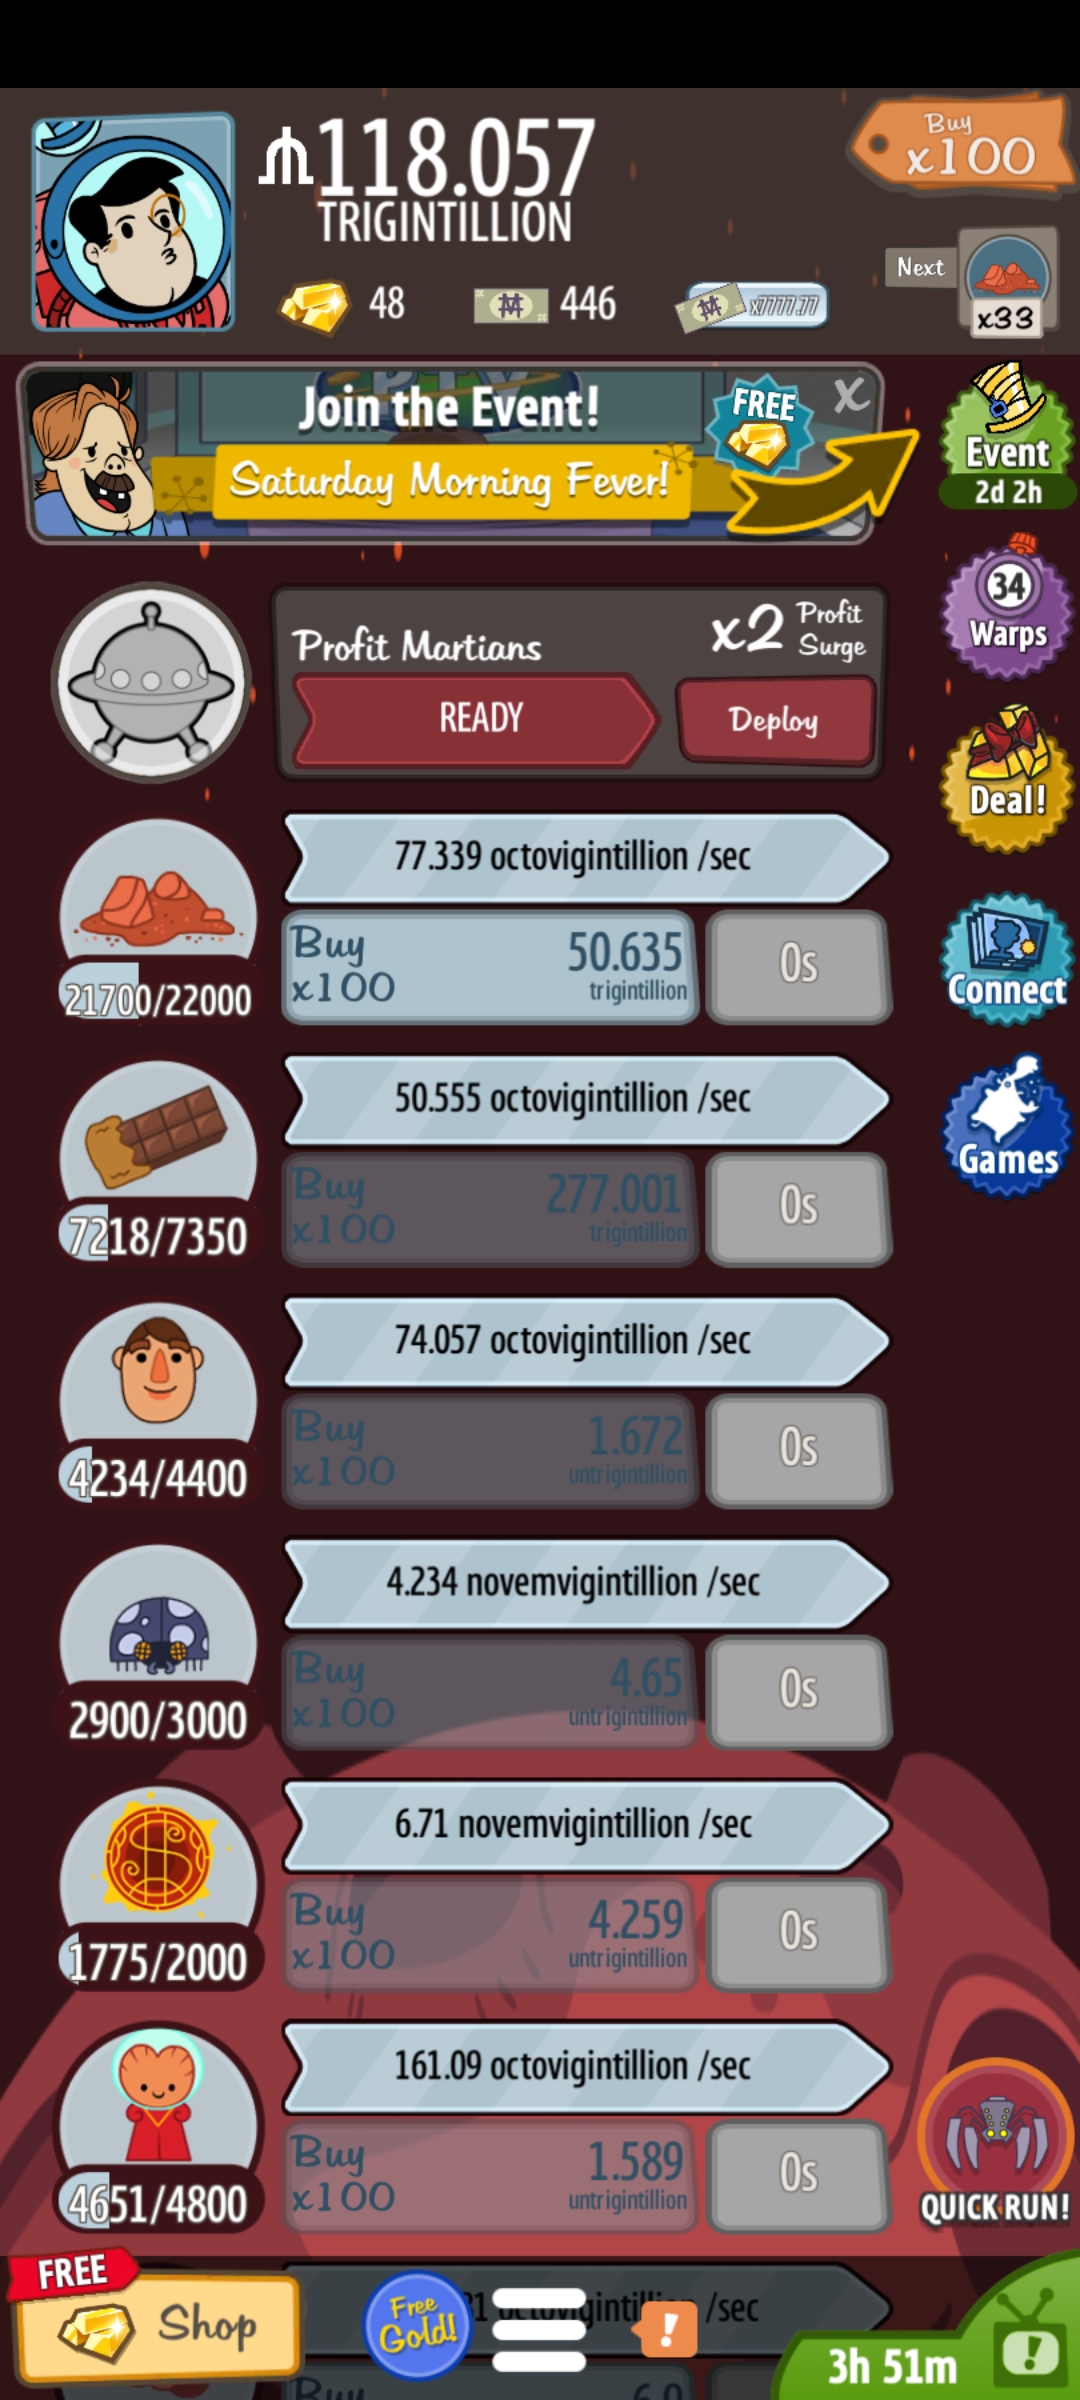 118.057
TRIGINTILLION
Buy
x100
48
446
x7777.77
Next
x33
Join the Event!
Saturday Morning Fever!
FREE
X
Event
2d 2h
34
Warps
Profit Martians
x2 Profit Surge
READY
Deploy
Deal!
77.339 octovigintillion /sec
Buy x100
50.635 trigintillion
0s
21700/22000
Connect
50.555 octovigintillion /sec
Buy x100
277.001 trigintillion
0s
7218/7350
Games
74.057 octovigintillion /sec
Buy x100
1.672 untrigintillion
0s
4234/4400
4.234 novemvigintillion /sec
Buy x100
4.65 untrigintillion
0s
2900/3000
6.71 novemvigintillion /sec
Buy x100
4.259 untrigintillion
0s
1775/2000
161.09 octovigintillion /sec
Buy x100
1.589 untrigintillion
0s
4651/4800
QUICK RUN!
FREE
Shop
Free Gold!
/sec
!
3h 51m
!
Buy